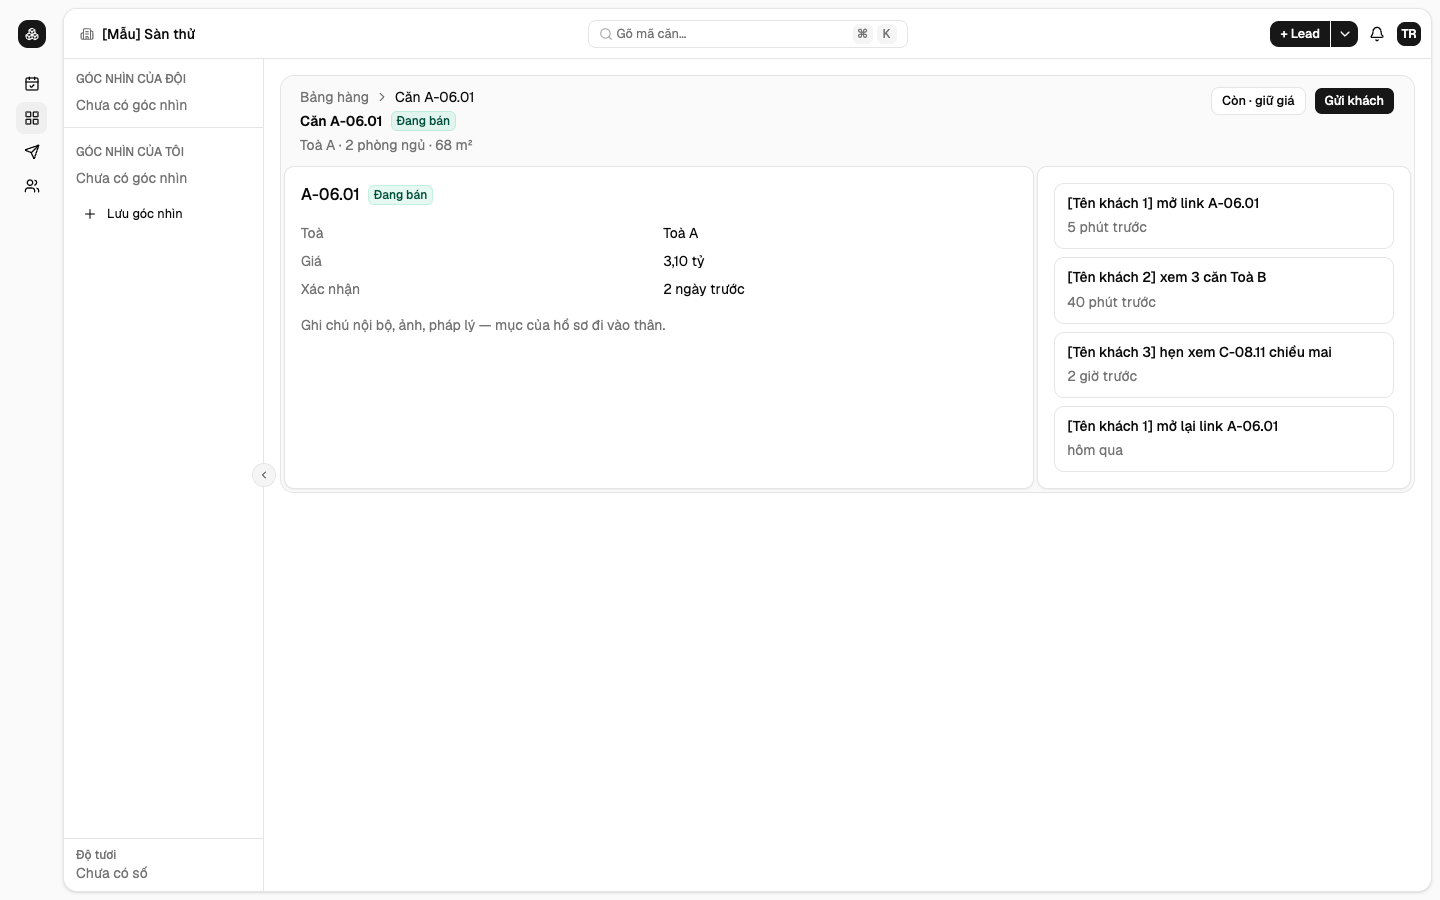 [Mẫu] Sàn thử
Gõ mã căn...
⌘ K
+ Lead
TR
GÓC NHÌN CỦA ĐỘI
Chưa có góc nhìn
GÓC NHÌN CỦA TÔI
Chưa có góc nhìn
Lưu góc nhìn
Độ tươi
Chưa có số
Bảng hàng > Căn A-06.01
Căn A-06.01 Đang bán
Toà A · 2 phòng ngủ · 68 m²
Còn · giữ giá
Gửi khách
A-06.01 Đang bán
Toà Toà A
Giá 3,10 tỷ
Xác nhận 2 ngày trước
Ghi chú nội bộ, ảnh, pháp lý — mục của hồ sơ đi vào thân.
[Tên khách 1] mở link A-06.01
5 phút trước
[Tên khách 2] xem 3 căn Toà B
40 phút trước
[Tên khách 3] hẹn xem C-08.11 chiều mai
2 giờ trước
[Tên khách 1] mở lại link A-06.01
hôm qua